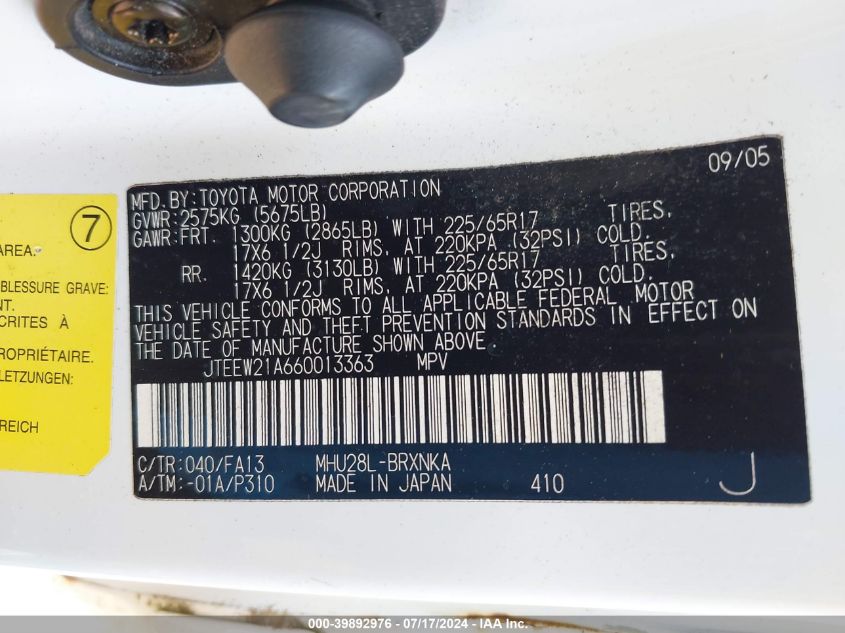 09/05
MFD. BY: TOYOTA MOTOR CORPORATION
GVWR: 2575KG (5675LB)
GAWR: FRT. 1300KG (2865LB) WITH 225/65R17 TIRES,
17X6 1/2J RIMS, AT 220KPA (32PSI) COLD.
RR. 1420KG (3130LB) WITH 225/65R17 TIRES,
17X6 1/2J RIMS, AT 220KPA (32PSI) COLD.
THIS VEHICLE CONFORMS TO ALL APPLICABLE FEDERAL MOTOR
VEHICLE SAFETY AND THEFT PREVENTION STANDARDS IN EFFECT ON
THE DATE OF MANUFACTURE SHOWN ABOVE.
JTEEW21A660013363 MPV
C/TR: 040/FA13 MHU28L-BRXNKA
A/TM: -01A/P310 MADE IN JAPAN 410 J
7
AREA.
BLESSURE GRAVE:
NT.
CRITES À
PROPRIÉTAIRE.
LETZUNGEN:
REICH
000-39892976 - 07/17/2024 - IAA Inc.